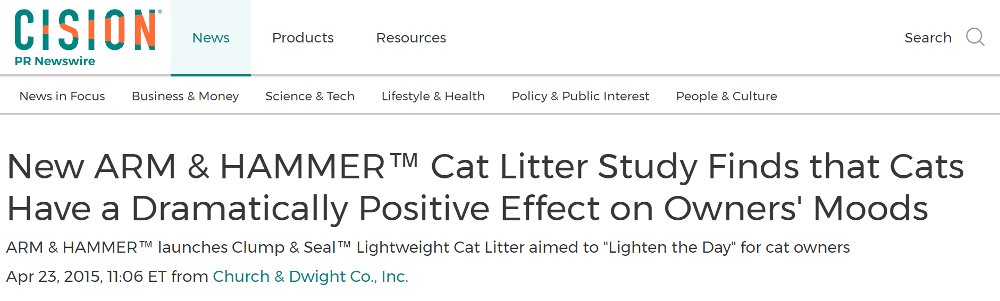 CISION®
PR Newswire
News
Products
Resources
Search
News in Focus
Business & Money
Science & Tech
Lifestyle & Health
Policy & Public Interest
People & Culture
New ARM & HAMMER™ Cat Litter Study Finds that Cats
Have a Dramatically Positive Effect on Owners' Moods
ARM & HAMMER™ launches Clump & Seal™ Lightweight Cat Litter aimed to "Lighten the Day" for cat owners
Apr 23, 2015, 11:06 ET from Church & Dwight Co., Inc.